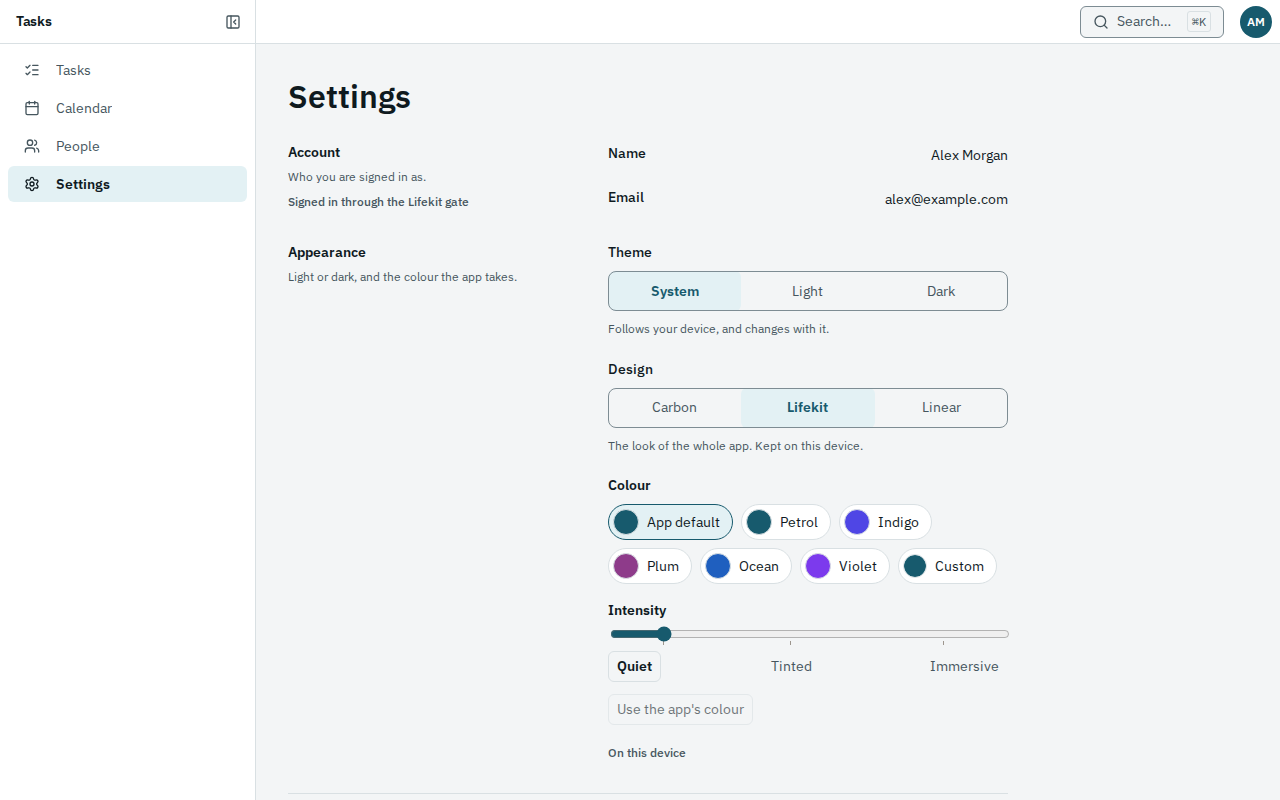 Tasks
Search...
⌘K
AM
Tasks
Calendar
People
Settings
Settings
Account
Who you are signed in as.
Signed in through the Lifekit gate
Name
Alex Morgan
Email
alex@example.com
Appearance
Light or dark, and the colour the app takes.
Theme
System
Light
Dark
Follows your device, and changes with it.
Design
Carbon
Lifekit
Linear
The look of the whole app. Kept on this device.
Colour
App default
Petrol
Indigo
Plum
Ocean
Violet
Custom
Intensity
Quiet
Tinted
Immersive
Use the app's colour
On this device